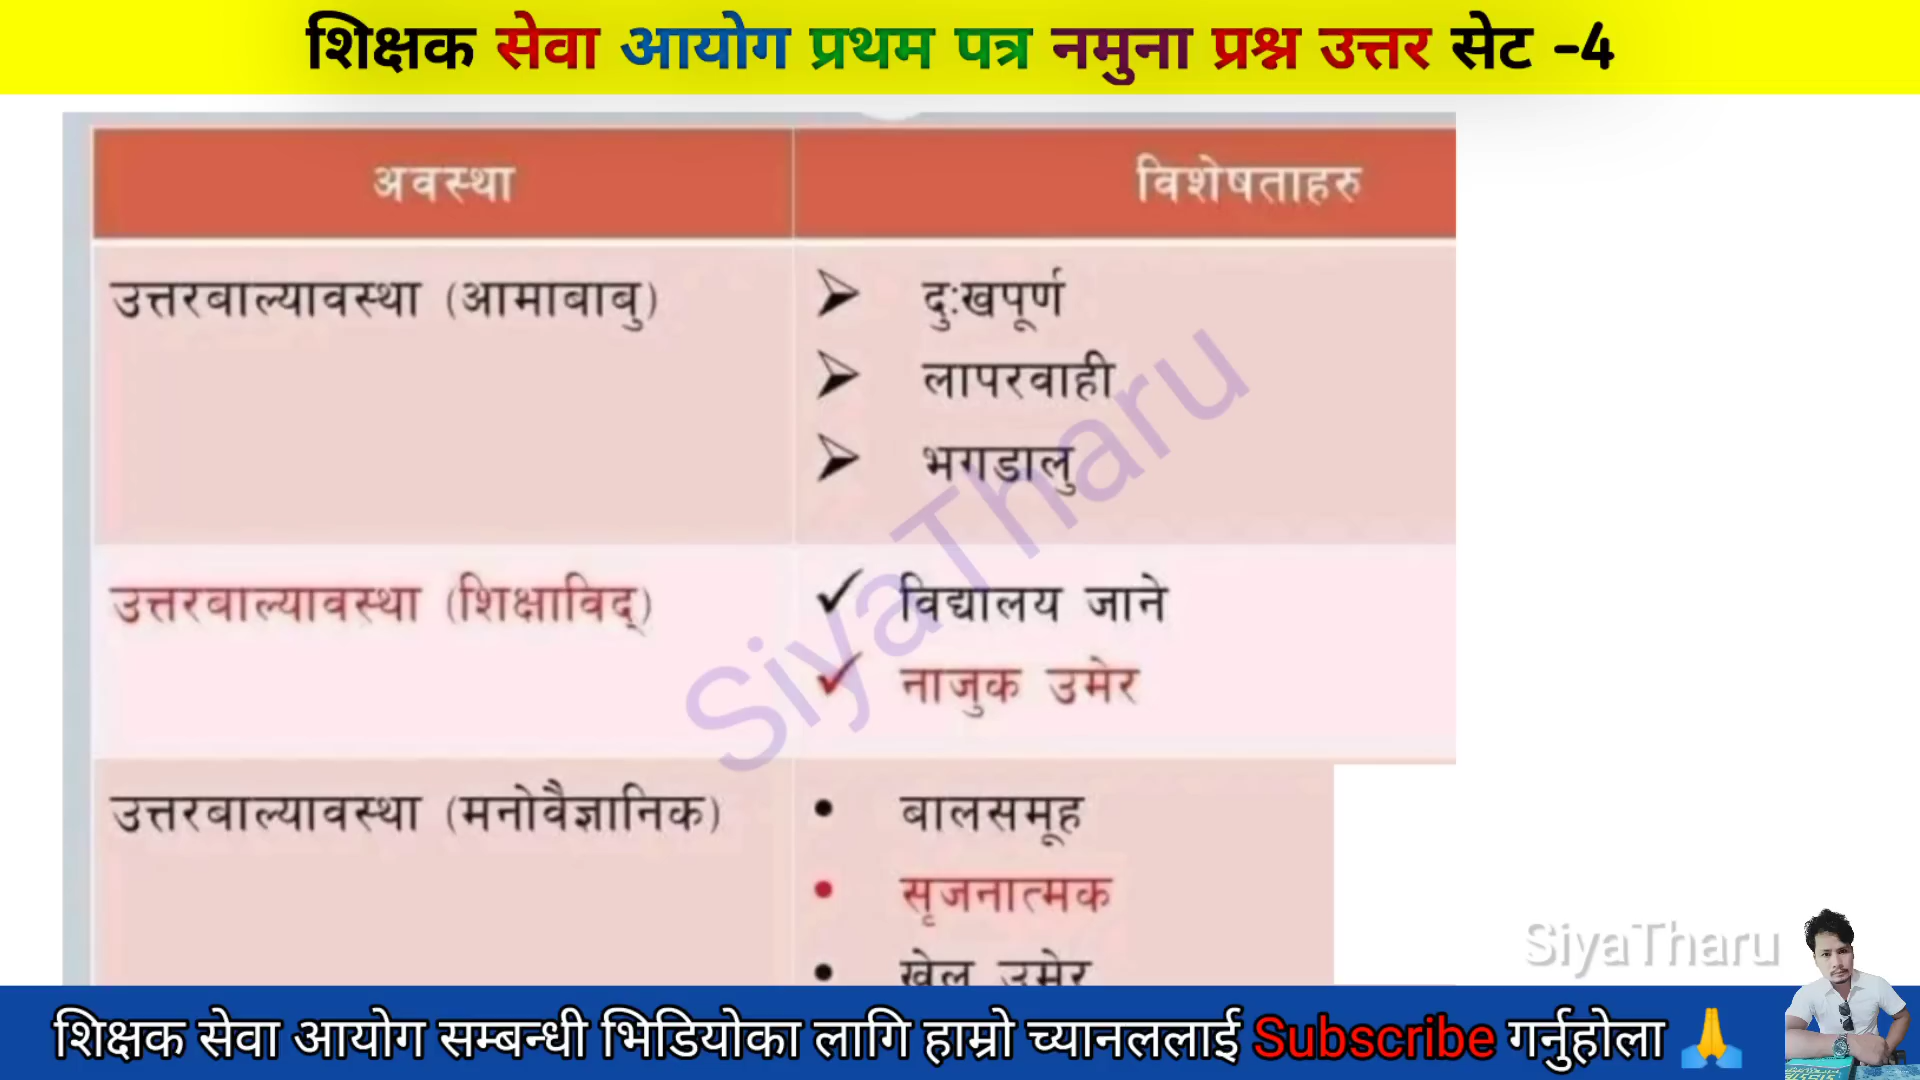 शिक्षक सेवा आयोग प्रथम पत्र नमुना प्रश्न उत्तर सेट -4
अवस्था विशेषताहरु
उत्तरबाल्यावस्था (आमाबाबु) दुःखपूर्ण
लापरवाही
भगडालु
उत्तरबाल्यावस्था (शिक्षाविद्) विद्यालय जाने
नाजुक उमेर
उत्तरबाल्यावस्था (मनोवैज्ञानिक) बालसमूह
सृजनात्मक
खेल उमेर
SiyaTharu
SiyaTharu
शिक्षक सेवा आयोग सम्बन्धी भिडियोका लागि हाम्रो च्यानललाई Subscribe गर्नुहोला 🙏